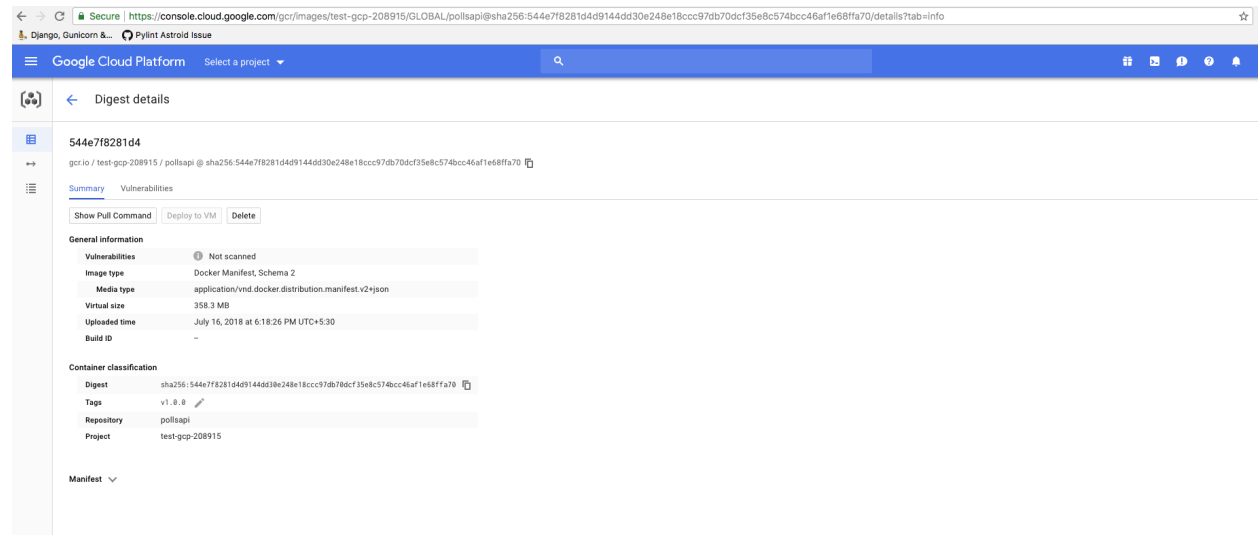 Secure | https://console.cloud.google.com/gcr/images/test-gcp-208915/GLOBAL/pollsapi@sha256:544e7f8281d4d9144dd30e248e18ccc97db70dcf35e8c574bcc46af1e68ffa70/details?tab=info
Django, Gunicorn &... Pylint Astroid Issue
Google Cloud Platform Select a project
Digest details
544e7f8281d4
gcr.io / test-gcp-208915 / pollsapi @ sha256:544e7f8281d4d9144dd30e248e18ccc97db70dcf35e8c574bcc46af1e68ffa70
Summary Vulnerabilities
Show Pull Command Deploy to VM Delete
General information
Vulnerabilities Not scanned
Image type Docker Manifest, Schema 2
Media type application/vnd.docker.distribution.manifest.v2+json
Virtual size 358.3 MB
Uploaded time July 16, 2018 at 6:18:26 PM UTC+5:30
Build ID –
Container classification
Digest sha256:544e7f8281d4d9144dd30e248e18ccc97db70dcf35e8c574bcc46af1e68ffa70
Tags v1.0.0
Repository pollsapi
Project test-gcp-208915
Manifest